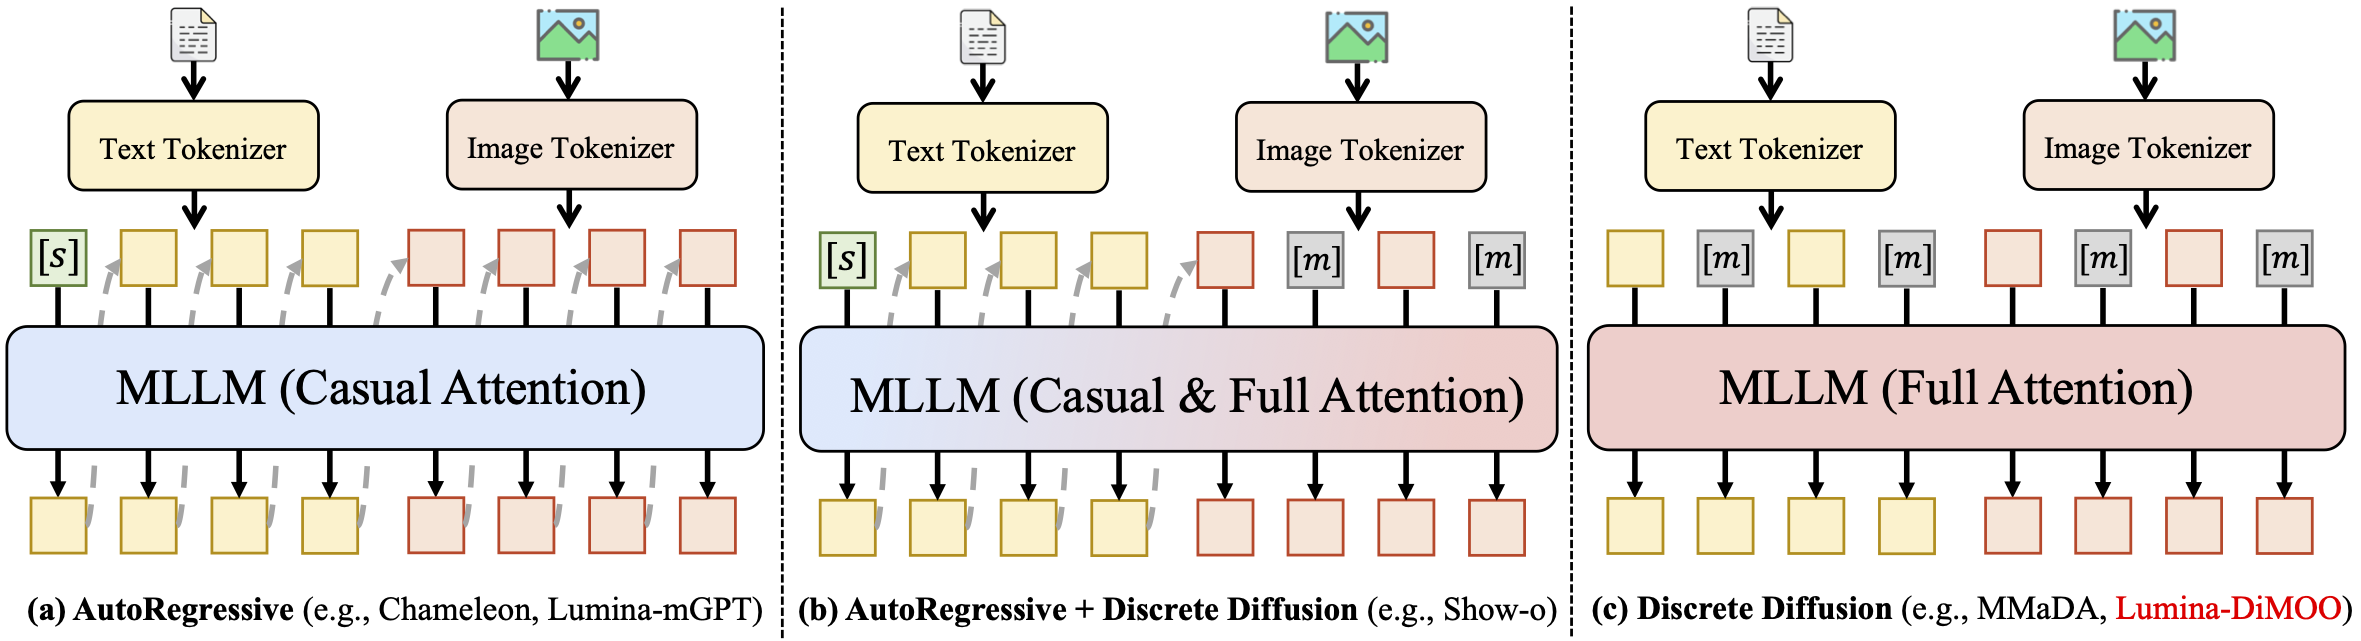 Text Tokenizer
Image Tokenizer
[s]
MLLM (Casual Attention)
(a) AutoRegressive (e.g., Chameleon, Lumina-mGPT)
Text Tokenizer
Image Tokenizer
[s] [m] [m]
MLLM (Casual & Full Attention)
(b) AutoRegressive + Discrete Diffusion (e.g., Show-o)
Text Tokenizer
Image Tokenizer
[m] [m] [m] [m]
MLLM (Full Attention)
(c) Discrete Diffusion (e.g., MMaDA, Lumina-DiMOO)